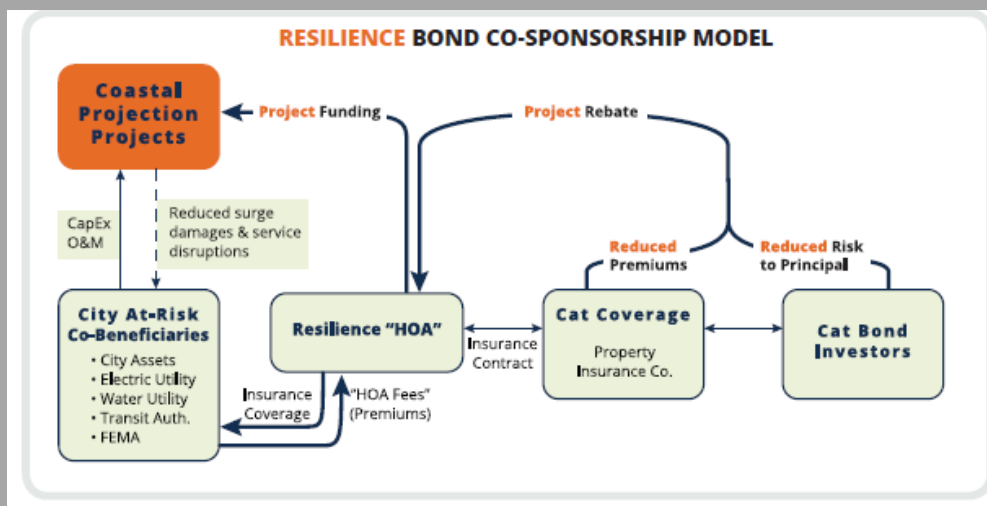 RESILIENCE BOND CO-SPONSORSHIP MODEL
Coastal
Projection
Projects
Project Funding
Project Rebate
CapEx
O&M
Reduced surge
damages & service
disruptions
Reduced
Premiums
Reduced Risk
to Principal
City At-Risk
Co-Beneficiaries
• City Assets
• Electric Utility
• Water Utility
• Transit Auth.
• FEMA
Resilience “HOA”
Insurance
Contract
Cat Coverage
Property
Insurance Co.
Cat Bond
Investors
Insurance
Coverage
“HOA Fees”
(Premiums)